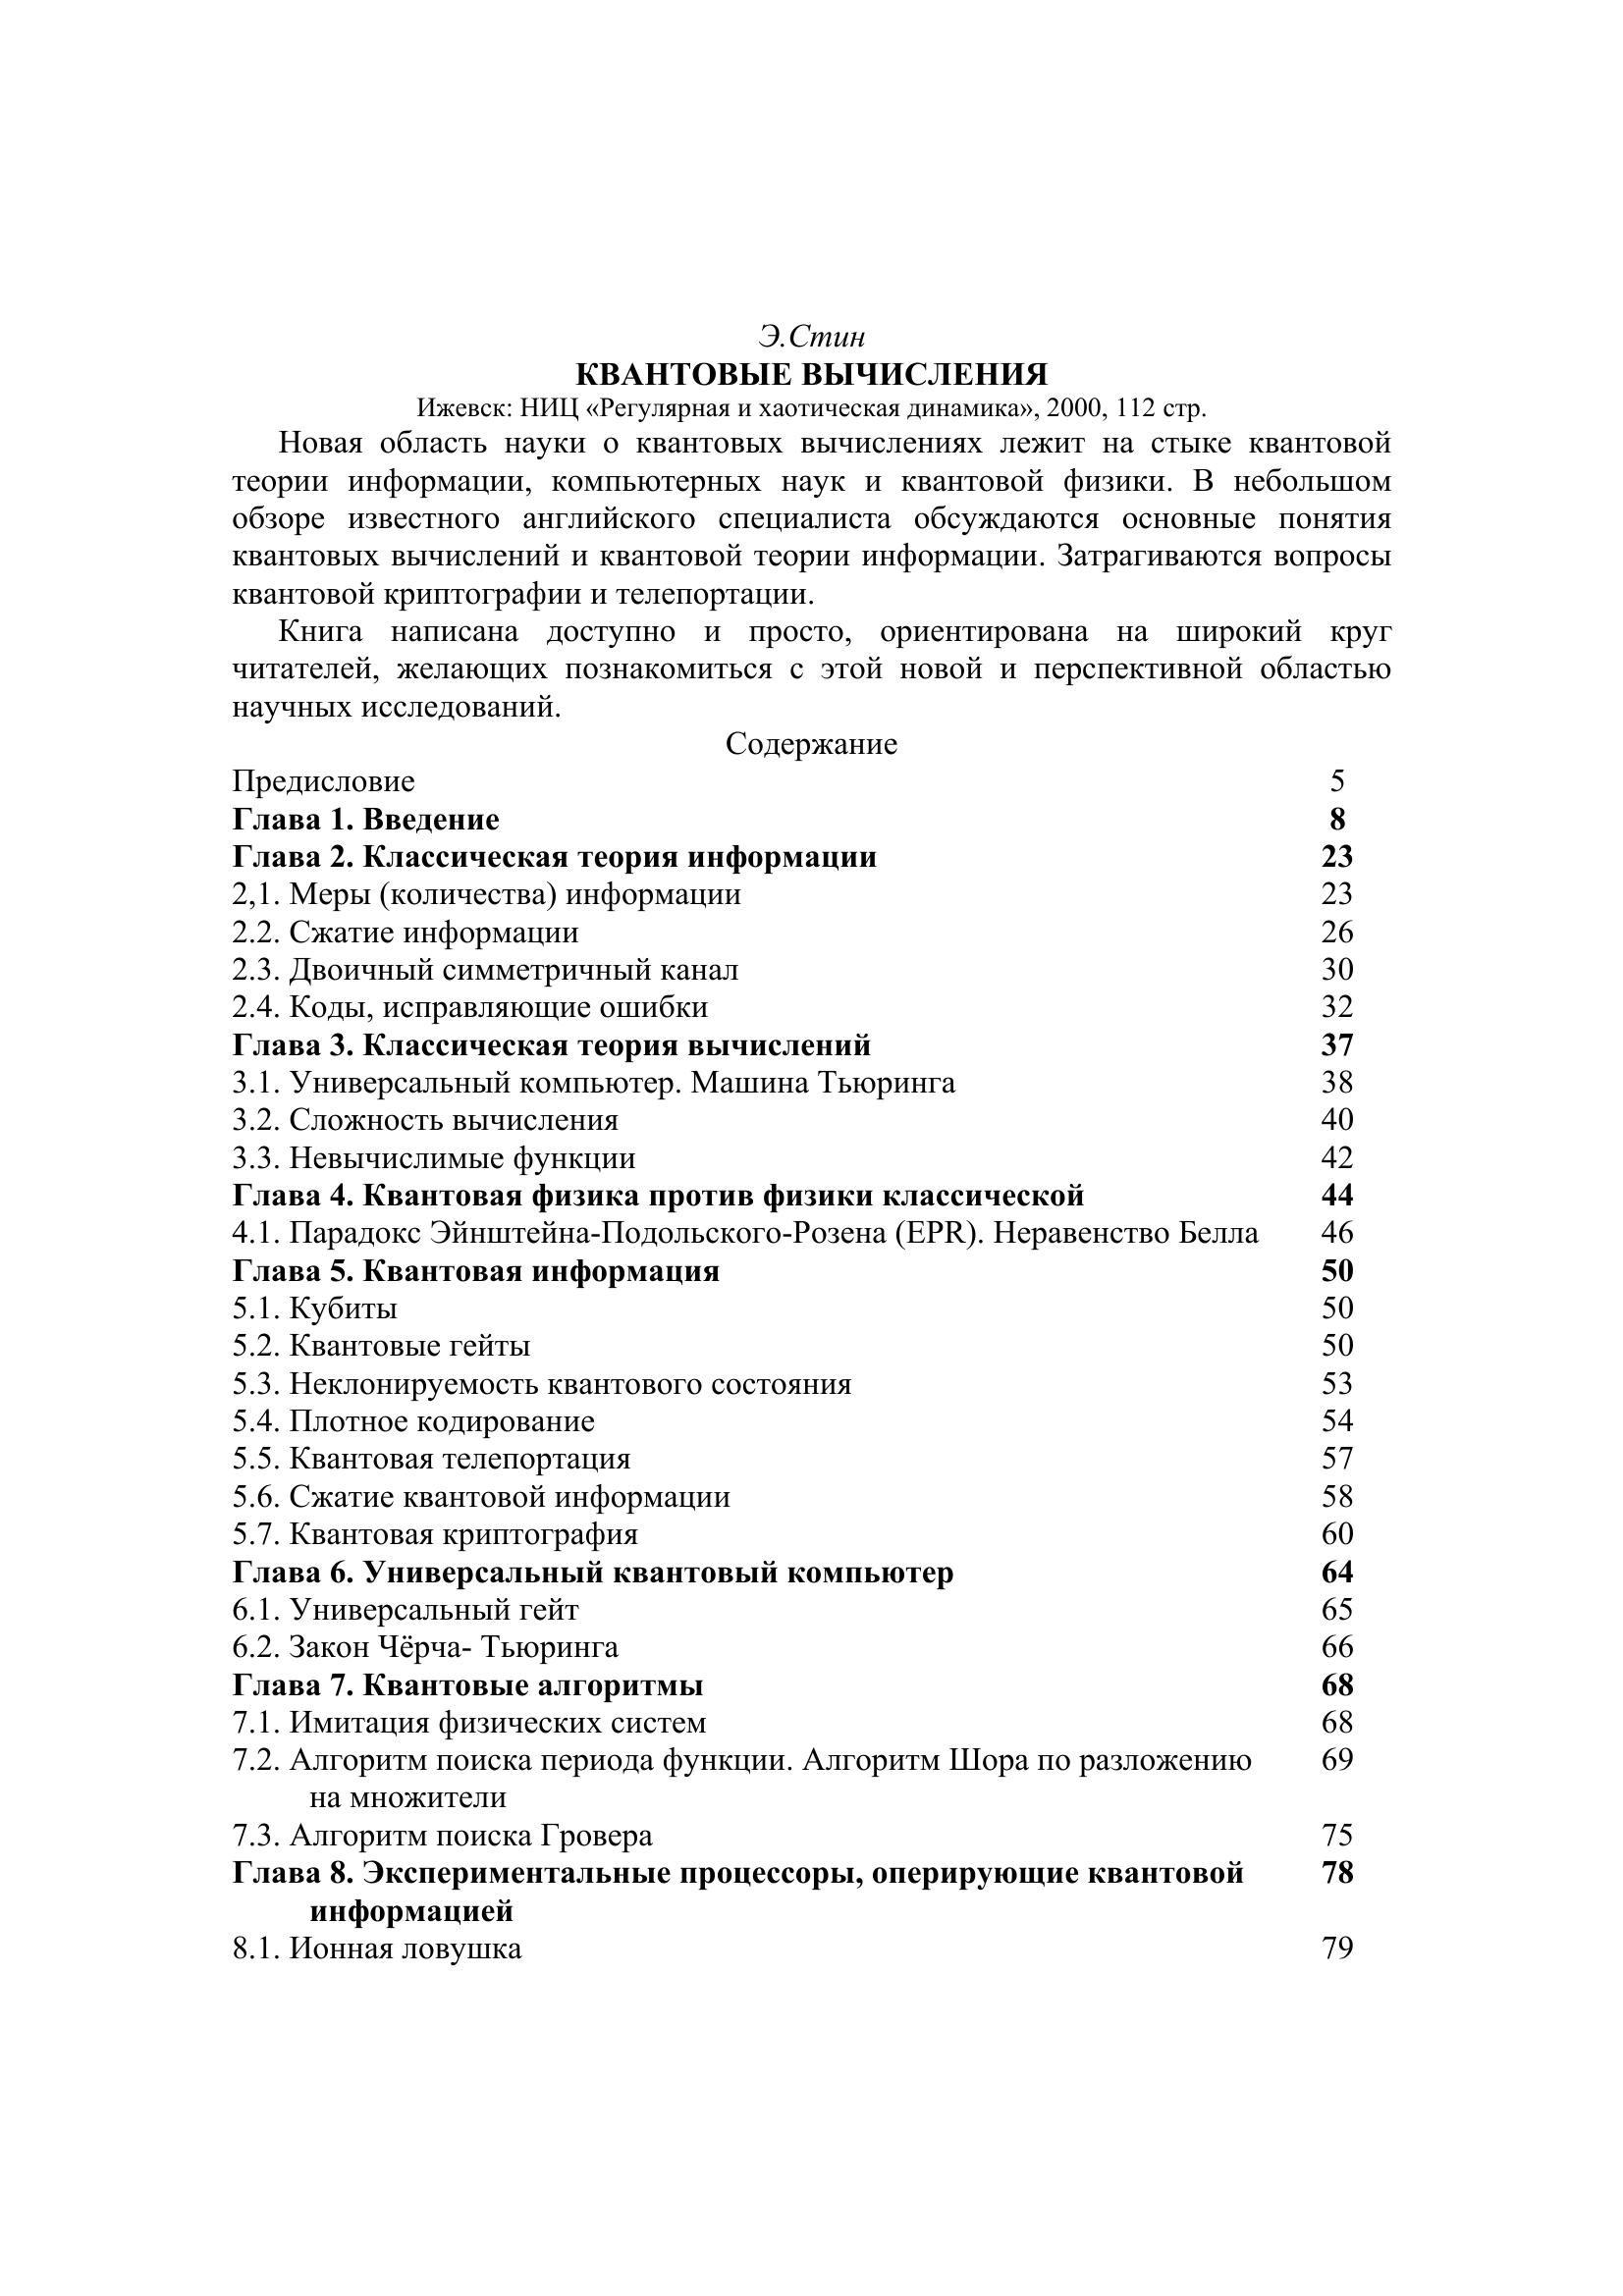 Э.Стин
КВАНТОВЫЕ ВЫЧИСЛЕНИЯ
Ижевск: НИЦ «Регулярная и хаотическая динамика», 2000, 112 стр.
Новая область науки о квантовых вычислениях лежит на стыке квантовой
теории информации, компьютерных наук и квантовой физики. В небольшом
обзоре известного английского специалиста обсуждаются основные понятия
квантовых вычислений и квантовой теории информации. Затрагиваются вопросы
квантовой криптографии и телепортации.
Книга написана доступно и просто, ориентирована на широкий круг
читателей, желающих познакомиться с этой новой и перспективной областью
научных исследований.
Содержание
Предисловие 5
Глава 1. Введение 8
Глава 2. Классическая теория информации 23
2,1. Меры (количества) информации 23
2.2. Сжатие информации 26
2.3. Двоичный симметричный канал 30
2.4. Коды, исправляющие ошибки 32
Глава 3. Классическая теория вычислений 37
3.1. Универсальный компьютер. Машина Тьюринга 38
3.2. Сложность вычисления 40
3.3. Невычислимые функции 42
Глава 4. Квантовая физика против физики классической 44
4.1. Парадокс Эйнштейна-Подольского-Розена (EPR). Неравенство Белла 46
Глава 5. Квантовая информация 50
5.1. Кубиты 50
5.2. Квантовые гейты 50
5.3. Неклонируемость квантового состояния 53
5.4. Плотное кодирование 54
5.5. Квантовая телепортация 57
5.6. Сжатие квантовой информации 58
5.7. Квантовая криптография 60
Глава 6. Универсальный квантовый компьютер 64
6.1. Универсальный гейт 65
6.2. Закон Чёрча- Тьюринга 66
Глава 7. Квантовые алгоритмы 68
7.1. Имитация физических систем 68
7.2. Алгоритм поиска периода функции. Алгоритм Шора по разложению 69
на множители
7.3. Алгоритм поиска Гровера 75
Глава 8. Экспериментальные процессоры, оперирующие квантовой 78
информацией
8.1. Ионная ловушка 79